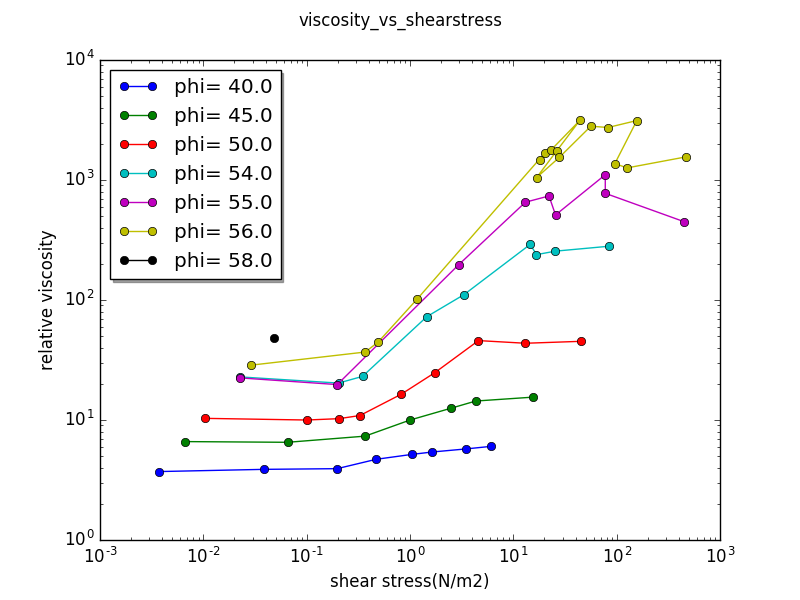 viscosity_vs_shearstress
10^4
10^3
10^2
10^1
10^0
relative viscosity
phi= 40.0
phi= 45.0
phi= 50.0
phi= 54.0
phi= 55.0
phi= 56.0
phi= 58.0
10^-3 10^-2 10^-1 10^0 10^1 10^2 10^3
shear stress(N/m2)